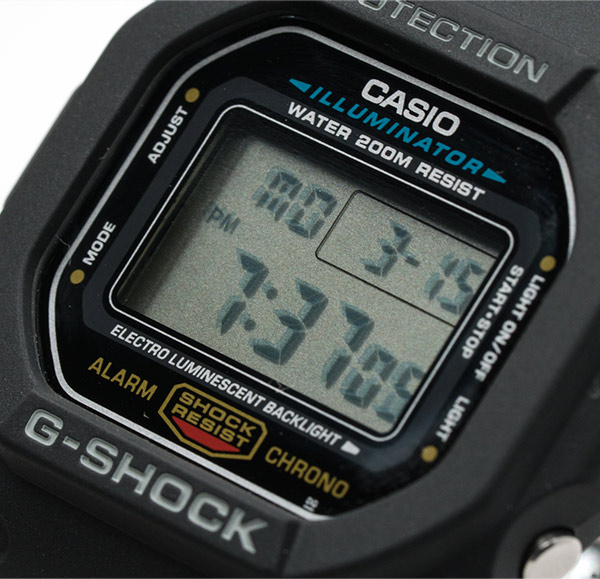 PROTECTION
CASIO
ILLUMINATOR
WATER 200M RESIST
ADJUST
MODE
MO 3-15
PM
7:37 05
LIGHT ON/OFF
START·STOP
LIGHT
ELECTRO LUMINESCENT BACKLIGHT
ALARM
SHOCK
RESIST
CHRONO
G-SHOCK